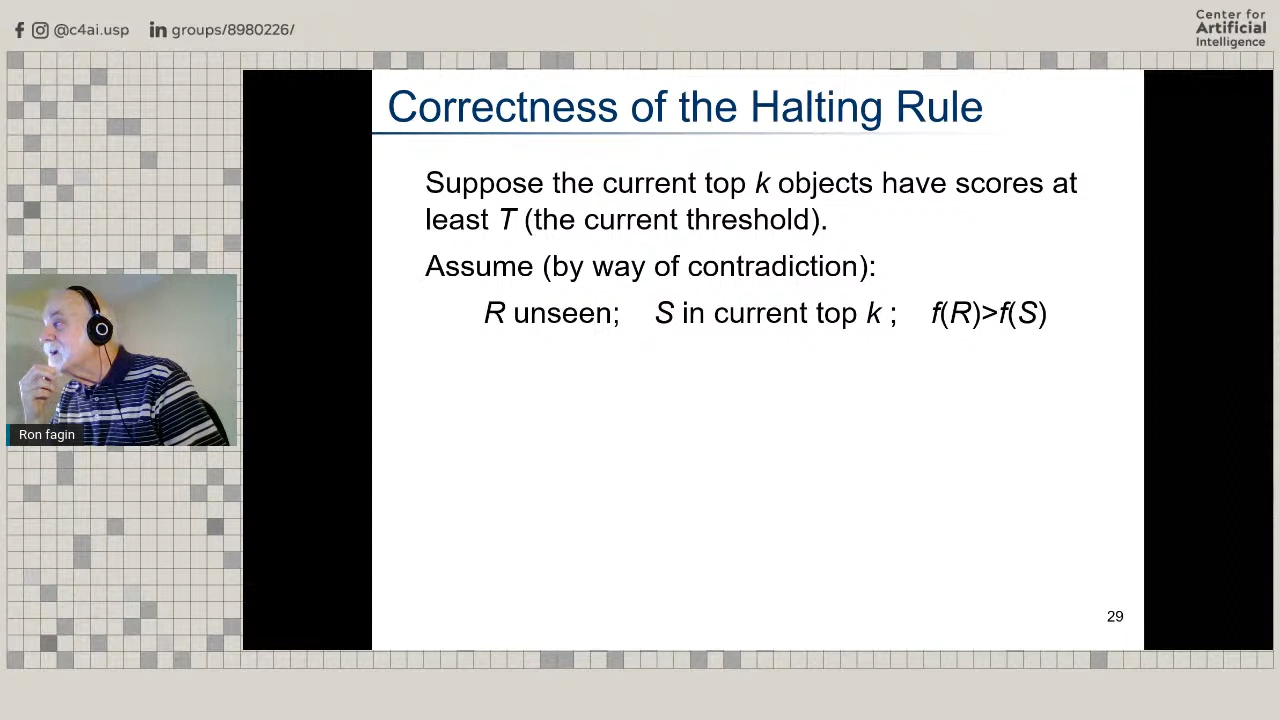 @c4ai.usp in groups/8980226/
Center for
Artificial
Intelligence
Correctness of the Halting Rule
Suppose the current top k objects have scores at
least T (the current threshold).
Assume (by way of contradiction):
R unseen; S in current top k ; f(R)>f(S)
Ron fagin
29